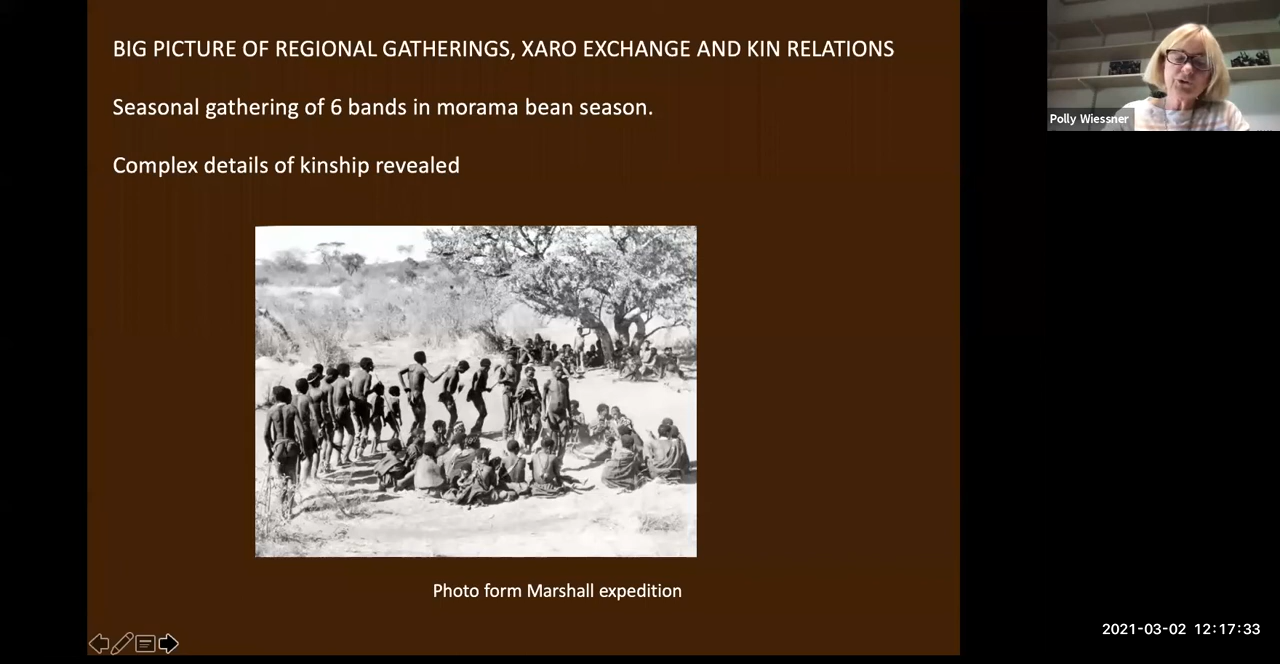 BIG PICTURE OF REGIONAL GATHERINGS, XARO EXCHANGE AND KIN RELATIONS
Seasonal gathering of 6 bands in morama bean season.
Complex details of kinship revealed
Photo form Marshall expedition
Polly Wiessner
2021-03-02 12:17:33